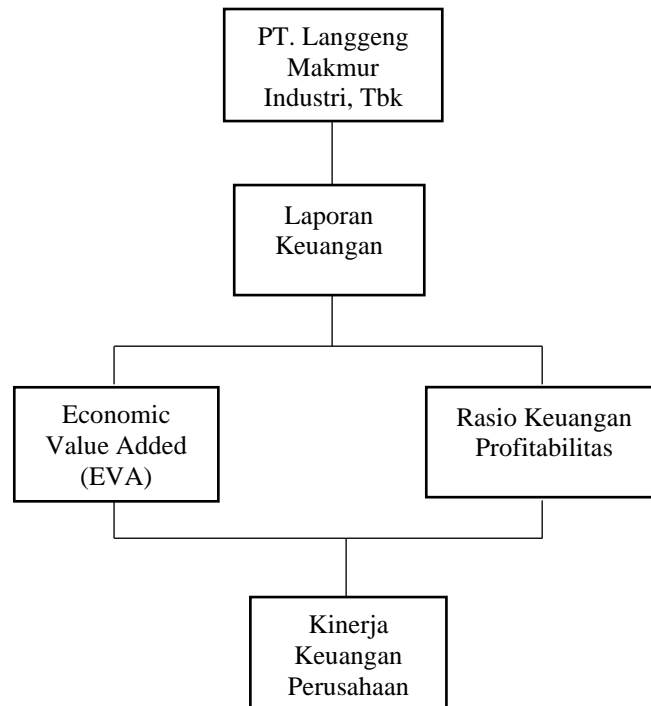 PT. Langgeng
Makmur
Industri, Tbk
Laporan
Keuangan
Economic
Value Added
(EVA)
Rasio Keuangan
Profitabilitas
Kinerja
Keuangan
Perusahaan